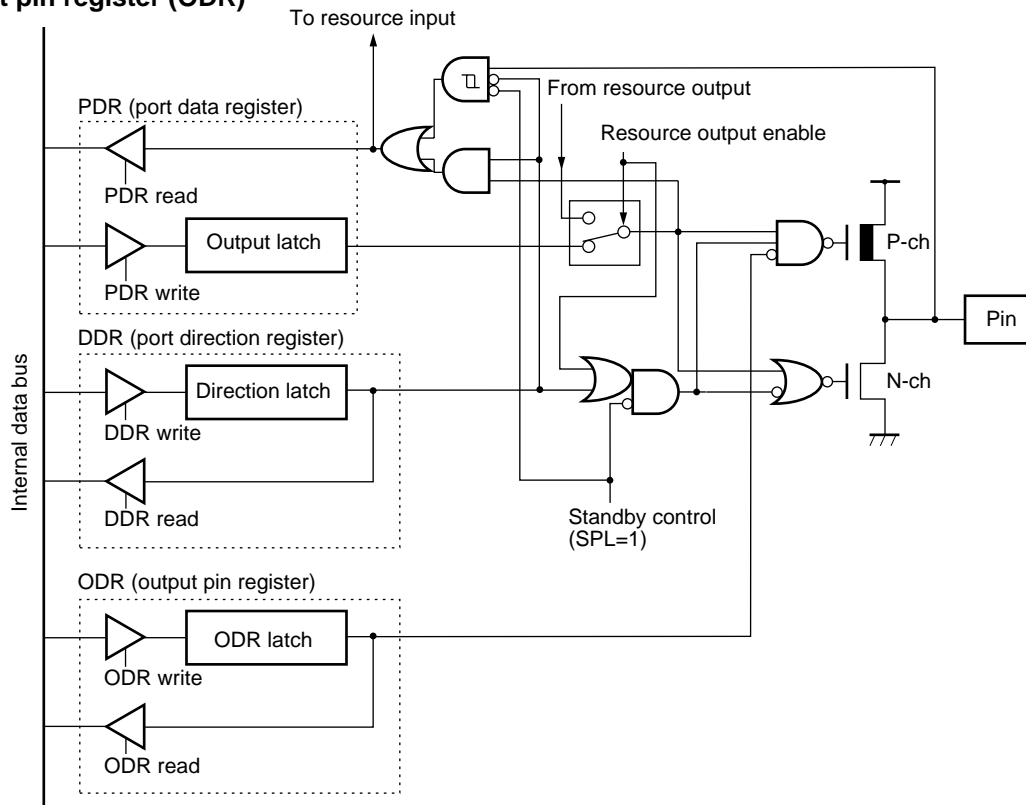 t pin register (ODR)
To resource input
From resource output
PDR (port data register)
Resource output enable
PDR read
P-ch
Output latch
PDR write
Pin
DDR (port direction register)
N-ch
Direction latch
DDR write
Internal data bus
DDR read
Standby control
(SPL=1)
ODR (output pin register)
ODR latch
ODR write
ODR read